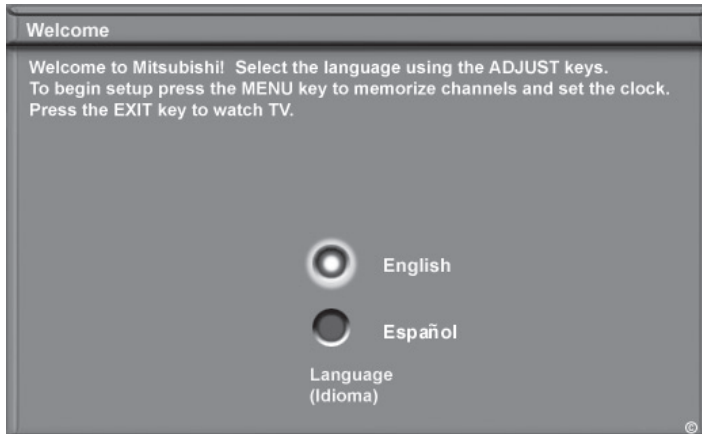 Welcome
Welcome to Mitsubishi! Select the language using the ADJUST keys.
To begin setup press the MENU key to memorize channels and set the clock.
Press the EXIT key to watch TV.
English
Español
Language
(Idioma)
©